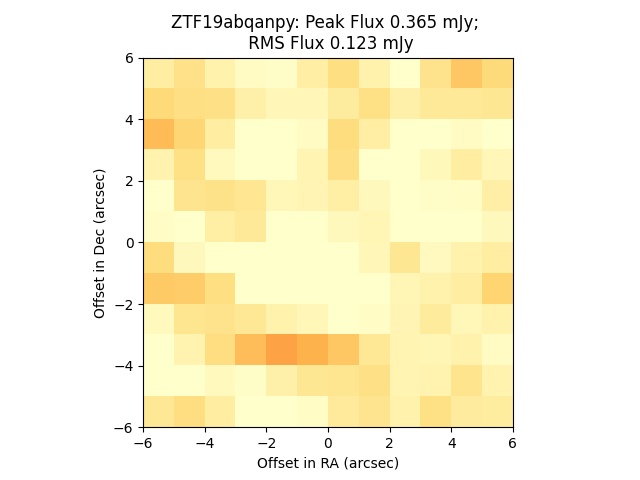 ZTF19abqanpy: Peak Flux 0.365 mJy;
RMS Flux 0.123 mJy
6
4
2
0
−2
−4
−6
−6 −4 −2 0 2 4 6
Offset in Dec (arcsec)
Offset in RA (arcsec)